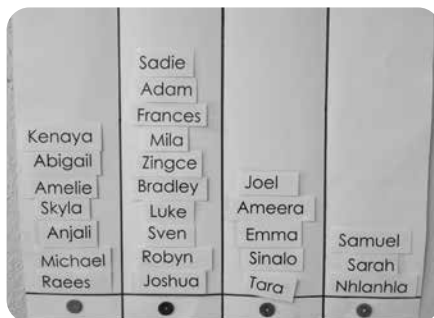 Kenaya
Abigail
Amelie
Skyla
Anjali
Michael
Raees
Sadie
Adam
Frances
Mila
Zingce
Bradley
Luke
Sven
Robyn
Joshua
Joel
Ameera
Emma
Sinalo
Tara
Samuel
Sarah
Nhlanhla